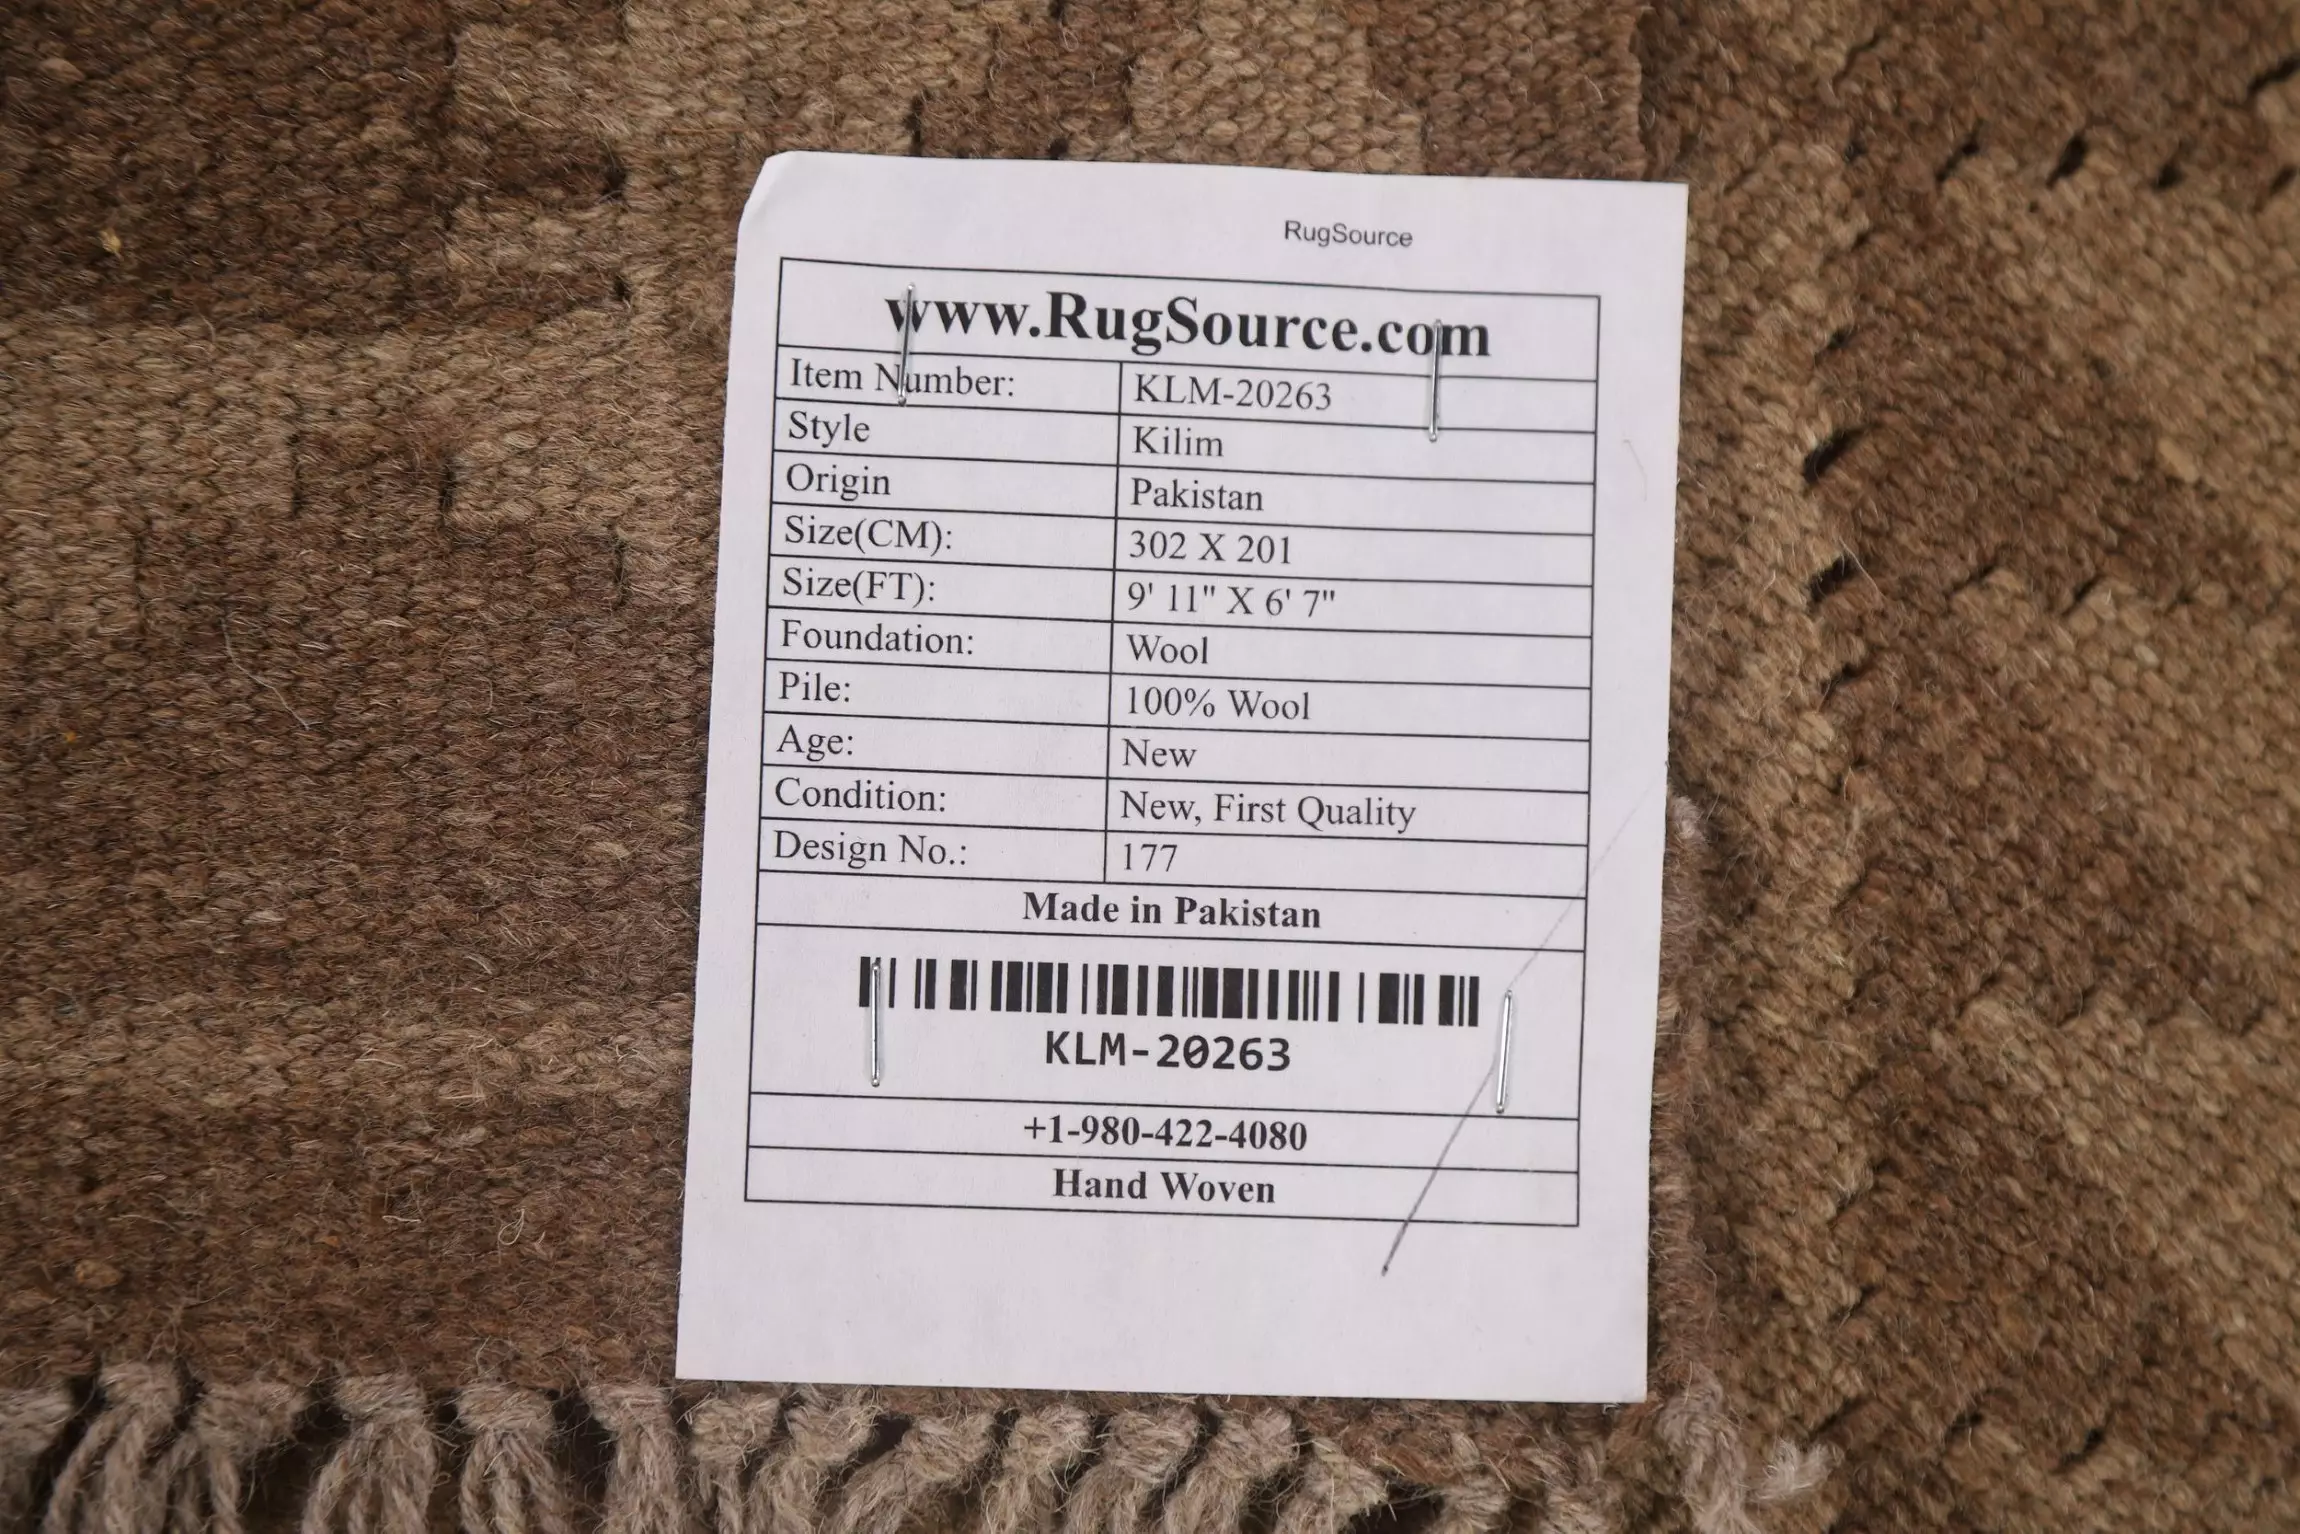 RugSource
www.RugSource.com
Item Number: KLM-20263
Style Kilim
Origin Pakistan
Size(CM): 302 X 201
Size(FT): 9' 11" X 6' 7"
Foundation: Wool
Pile: 100% Wool
Age: New
Condition: New, First Quality
Design No.: 177
Made in Pakistan
KLM-20263
+1-980-422-4080
Hand Woven